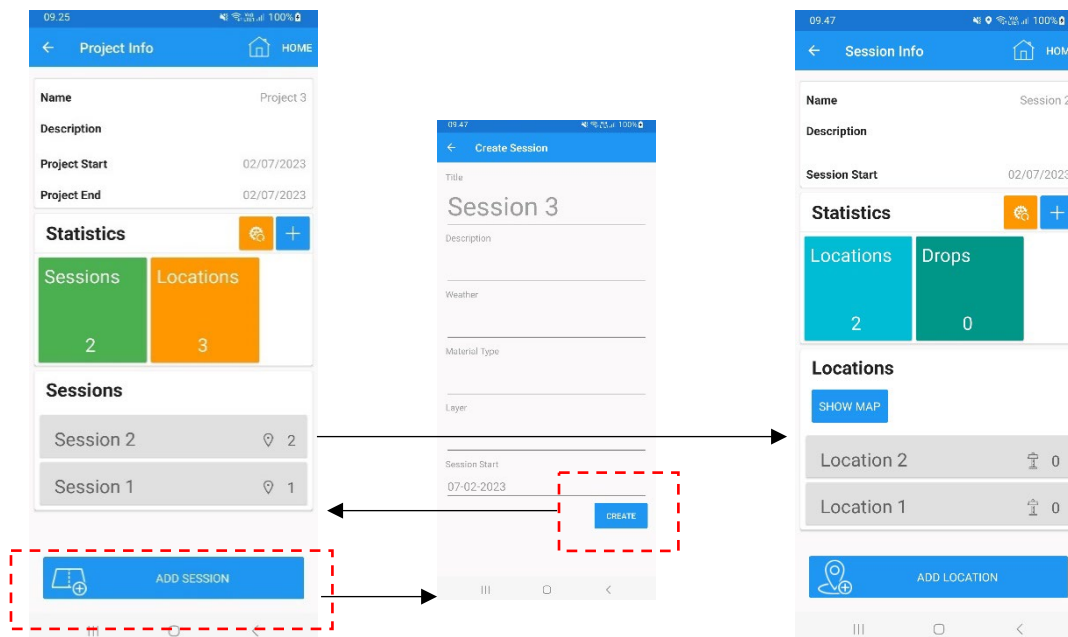 09.25 100%
Project Info HOME
Name Project 3
Description
Project Start 02/07/2023
Project End 02/07/2023
Statistics
Sessions Locations
2 3
Sessions
Session 2 2
Session 1 1
ADD SESSION
09.47 100%
Create Session
Title
Session 3
Description
Weather
Material Type
Layer
Session Start
07-02-2023
CREATE
09.47 100%
Session Info HOM
Name Session 2
Description
Session Start 02/07/2023
Statistics
Locations Drops
2 0
Locations
SHOW MAP
Location 2 0
Location 1 0
ADD LOCATION